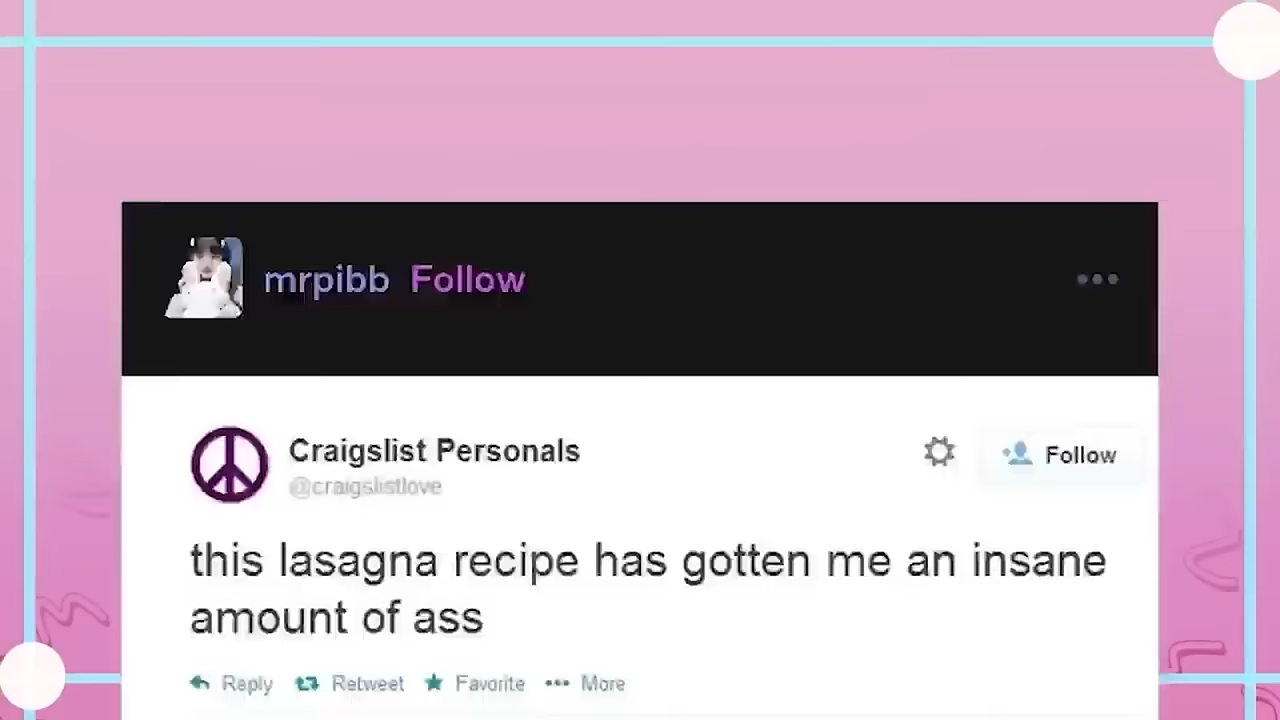 mrpibb Follow
Craigslist Personals
@craigslistlove
Follow
this lasagna recipe has gotten me an insane
amount of ass
Reply Retweet Favorite More